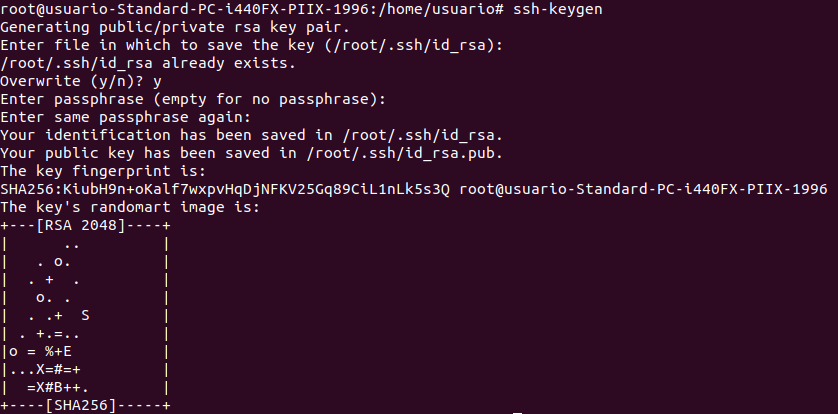 root@usuario-Standard-PC-i440FX-PIIX-1996:/home/usuario# ssh-keygen
Generating public/private rsa key pair.
Enter file in which to save the key (/root/.ssh/id_rsa):
/root/.ssh/id_rsa already exists.
Overwrite (y/n)? y
Enter passphrase (empty for no passphrase):
Enter same passphrase again:
Your identification has been saved in /root/.ssh/id_rsa.
Your public key has been saved in /root/.ssh/id_rsa.pub.
The key fingerprint is:
SHA256:KiubH9n+oKalf7wxpvHqDjNFKV25Gq89CiL1nLk5s3Q root@usuario-Standard-PC-i440FX-PIIX-1996
The key's randomart image is:
+---[RSA 2048]----+
|      ..         |
|   . o.          |
|  . +  .         |
|   o. .          |
|  . .+  S        |
| . +.=..         |
|o = %+E          |
|...X=#=+         |
|  =X#B++.        |
+----[SHA256]-----+